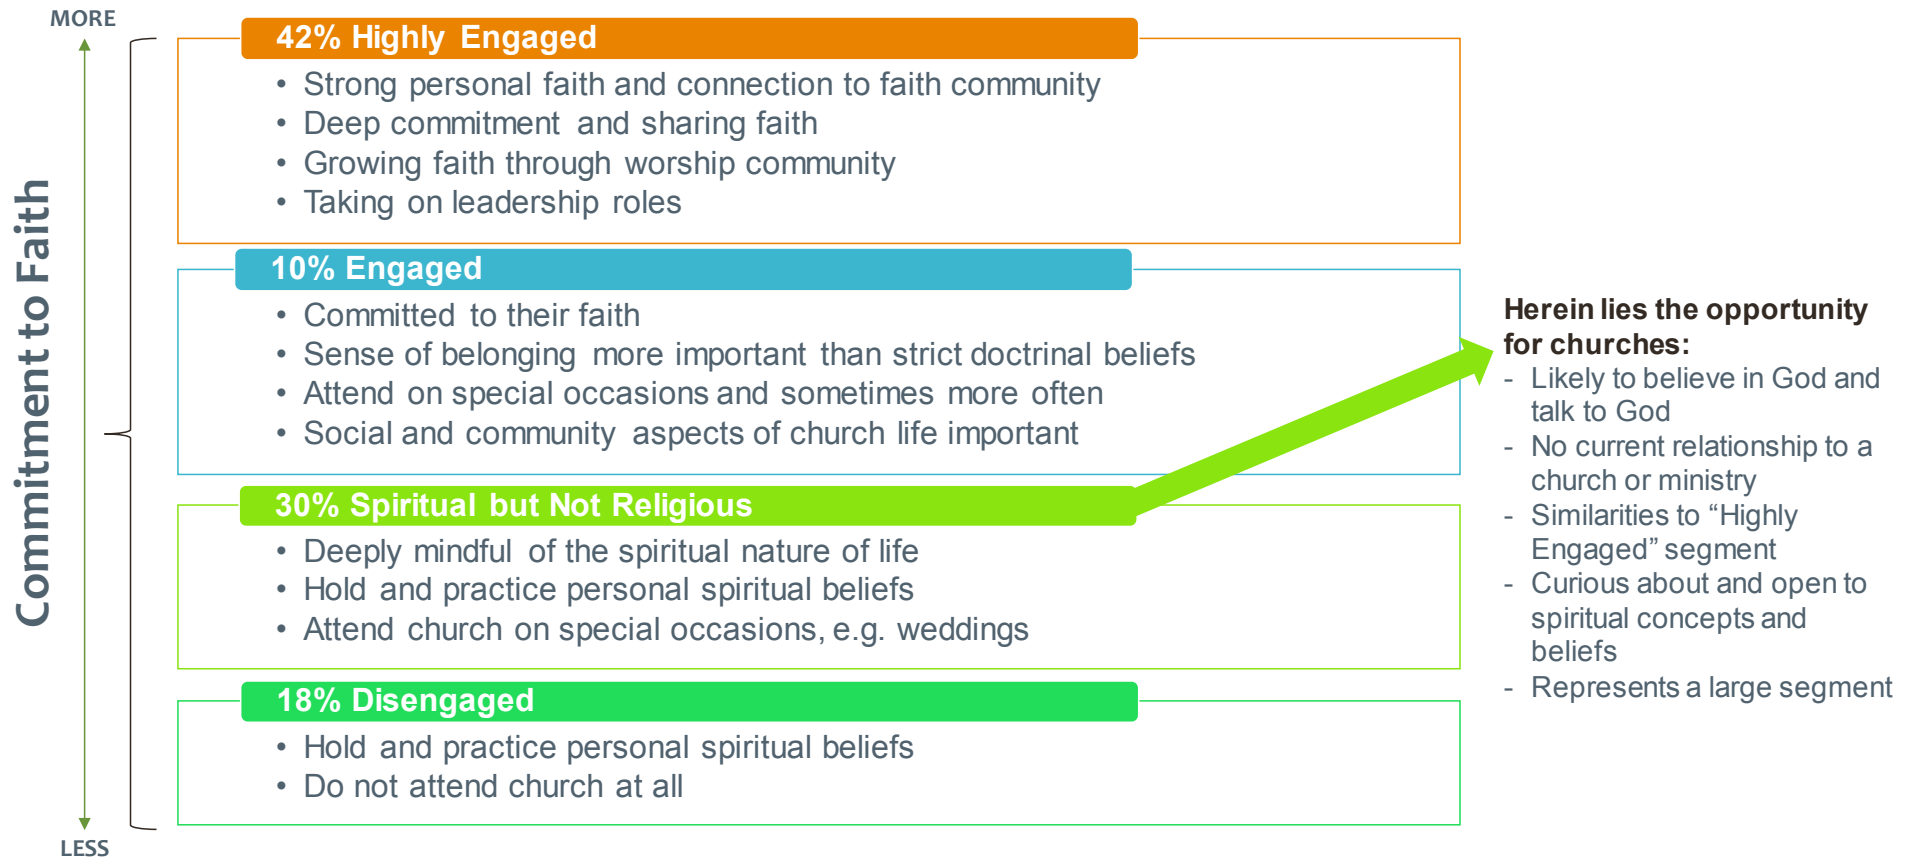 MORE
Commitment to Faith
LESS
42% Highly Engaged
• Strong personal faith and connection to faith community
• Deep commitment and sharing faith
• Growing faith through worship community
• Taking on leadership roles
10% Engaged
• Committed to their faith
• Sense of belonging more important than strict doctrinal beliefs
• Attend on special occasions and sometimes more often
• Social and community aspects of church life important
30% Spiritual but Not Religious
• Deeply mindful of the spiritual nature of life
• Hold and practice personal spiritual beliefs
• Attend church on special occasions, e.g. weddings
18% Disengaged
• Hold and practice personal spiritual beliefs
• Do not attend church at all
Herein lies the opportunity
for churches:
- Likely to believe in God and
talk to God
- No current relationship to a
church or ministry
- Similarities to “Highly
Engaged” segment
- Curious about and open to
spiritual concepts and
beliefs
- Represents a large segment